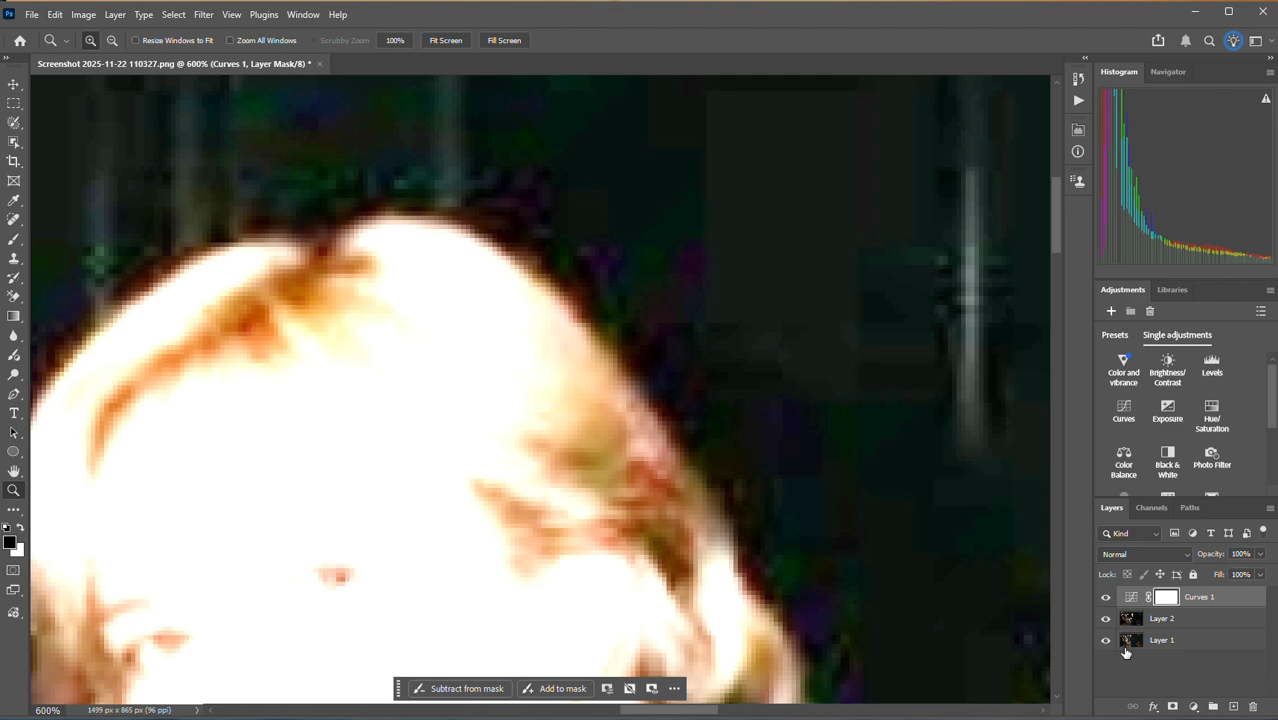 Ps File Edit Image Layer Type Select Filter View Plugins Window Help
Resize Windows to Fit Zoom All Windows Scrubby Zoom 100% Fit Screen Fill Screen
Screenshot 2025-11-22 110327.png @ 600% (Curves 1, Layer Mask/8) *
Histogram Navigator
Adjustments Libraries
Presets Single adjustments
Color and vibrance
Brightness/ Contrast
Levels
Curves
Exposure
Hue/ Saturation
Color Balance
Black & White
Photo Filter
Layers Channels Paths
Kind
Normal Opacity: 100%
Lock: Fill: 100%
Curves 1
Layer 2
Layer 1
Subtract from mask Add to mask
600% 1499 px x 865 px (96 ppi)